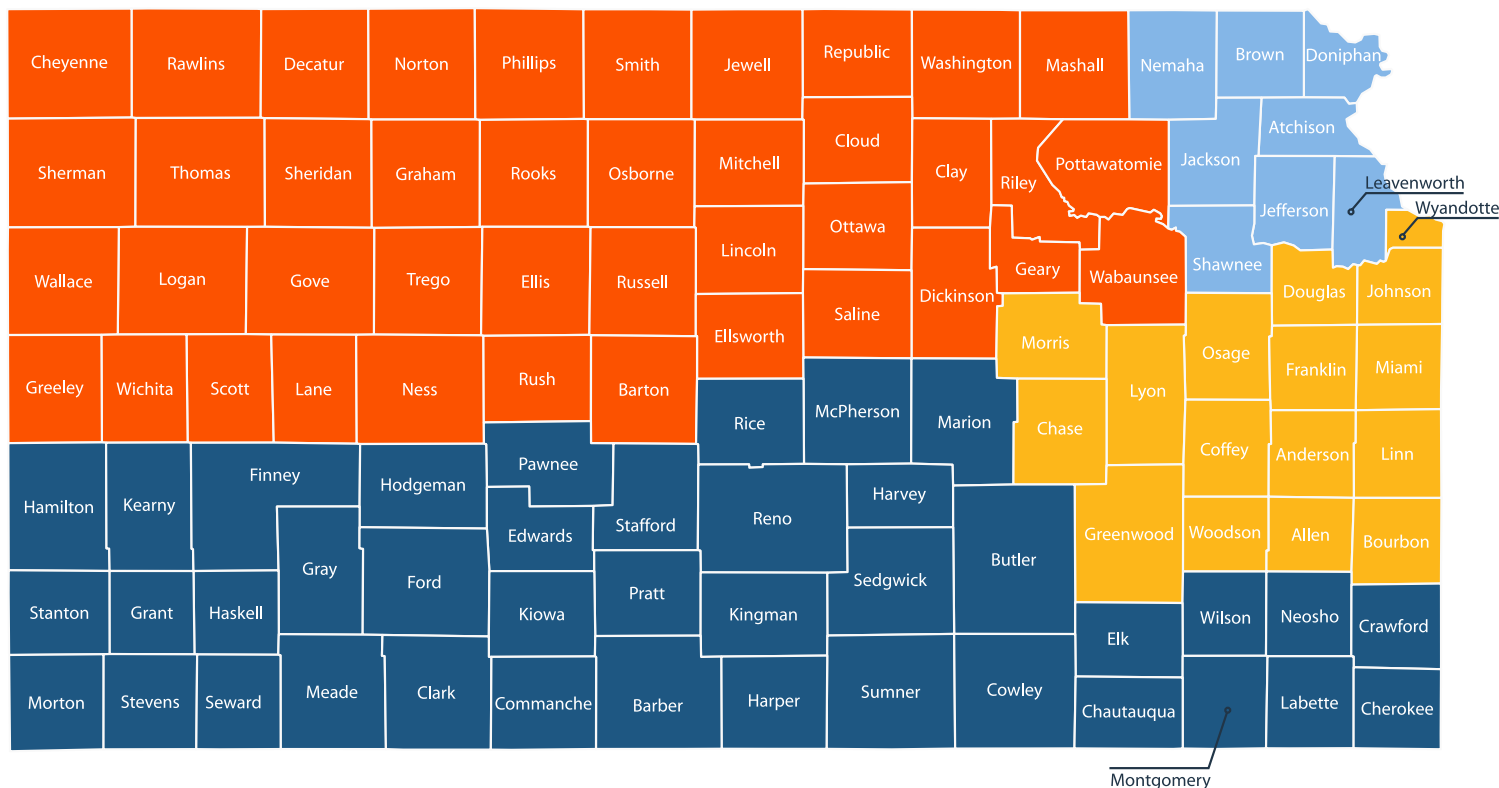 Cheyenne
Rawlins
Decatur
Norton
Phillips
Smith
Jewell
Republic
Washington
Mashall
Nemaha
Brown
Doniphan
Sherman
Thomas
Sheridan
Graham
Rooks
Osborne
Mitchell
Cloud
Clay
Riley
Pottawatomie
Jackson
Atchison
Jefferson
Leavenworth
Wyandotte
Wallace
Logan
Gove
Trego
Ellis
Russell
Lincoln
Ottawa
Saline
Dickinson
Geary
Wabaunsee
Shawnee
Douglas
Johnson
Ellsworth
Greeley
Wichita
Scott
Lane
Ness
Rush
Barton
Rice
McPherson
Marion
Morris
Chase
Lyon
Osage
Franklin
Miami
Coffey
Anderson
Linn
Hamilton
Kearny
Finney
Hodgeman
Pawnee
Edwards
Stafford
Reno
Harvey
Butler
Greenwood
Woodson
Allen
Bourbon
Gray
Ford
Kiowa
Pratt
Kingman
Sedgwick
Stanton
Grant
Haskell
Elk
Wilson
Neosho
Crawford
Morton
Stevens
Seward
Meade
Clark
Commanche
Barber
Harper
Sumner
Cowley
Chautauqua
Labette
Cherokee
Montgomery